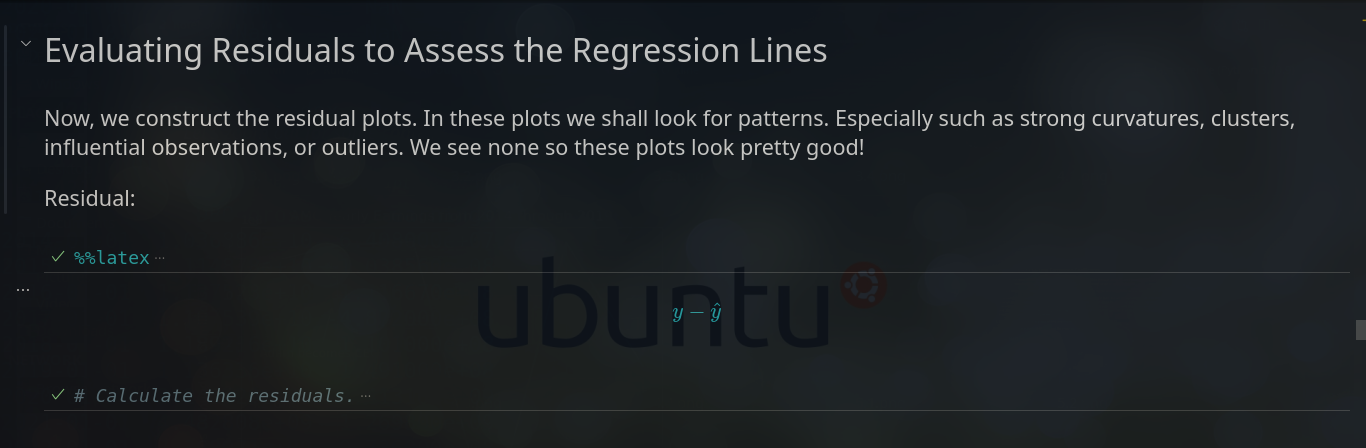 Evaluating Residuals to Assess the Regression Lines
Now, we construct the residual plots. In these plots we shall look for patterns. Especially such as strong curvatures, clusters,
influential observations, or outliers. We see none so these plots look pretty good!
Residual:
%%latex ···
...
ubuntu
y − ŷ
# Calculate the residuals. ···